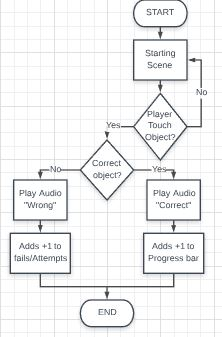 START
Starting
Scene
No
Player
Touch
Object?
Yes
Correct
object?
No
Yes
Play Audio
"Wrong"
Play Audio
"Correct"
Adds +1 to
fails/Attempts
Adds +1 to
Progress bar
END